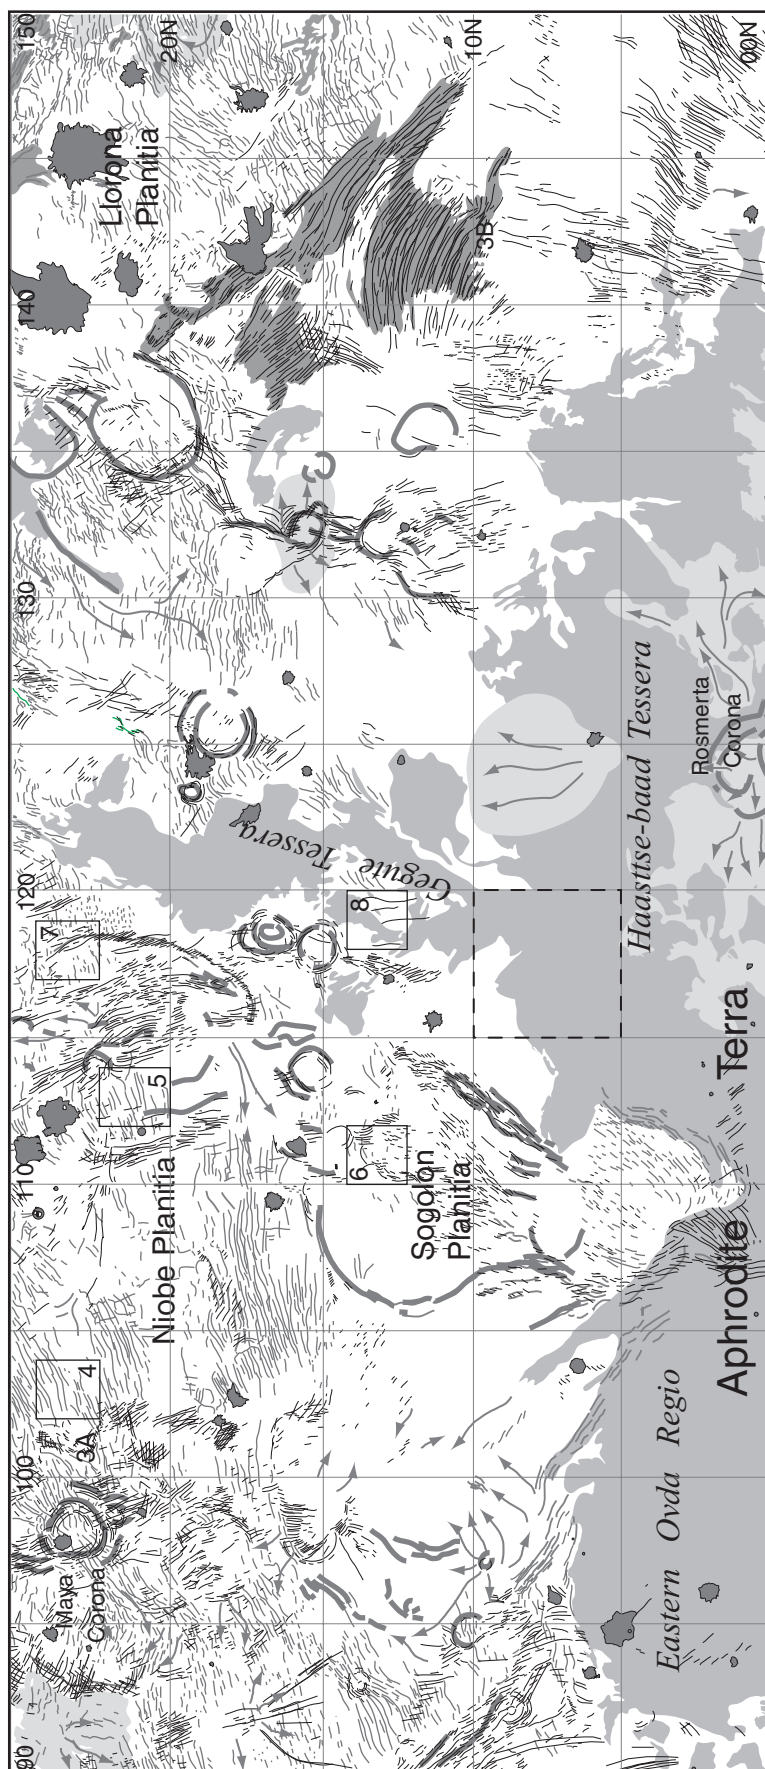 150
20N
10N
00N
Llorona
Planitia
140
3B
130
Rosmerta
Corona
Haasttse-baad Tessera
Gegute Tessera
120
7
8
5
6
110
Niobe Planitia
Sogolon
Planitia
Aphrodite Terra
4
3A
100
Maya
Corona
Eastern Ovda Regio
90